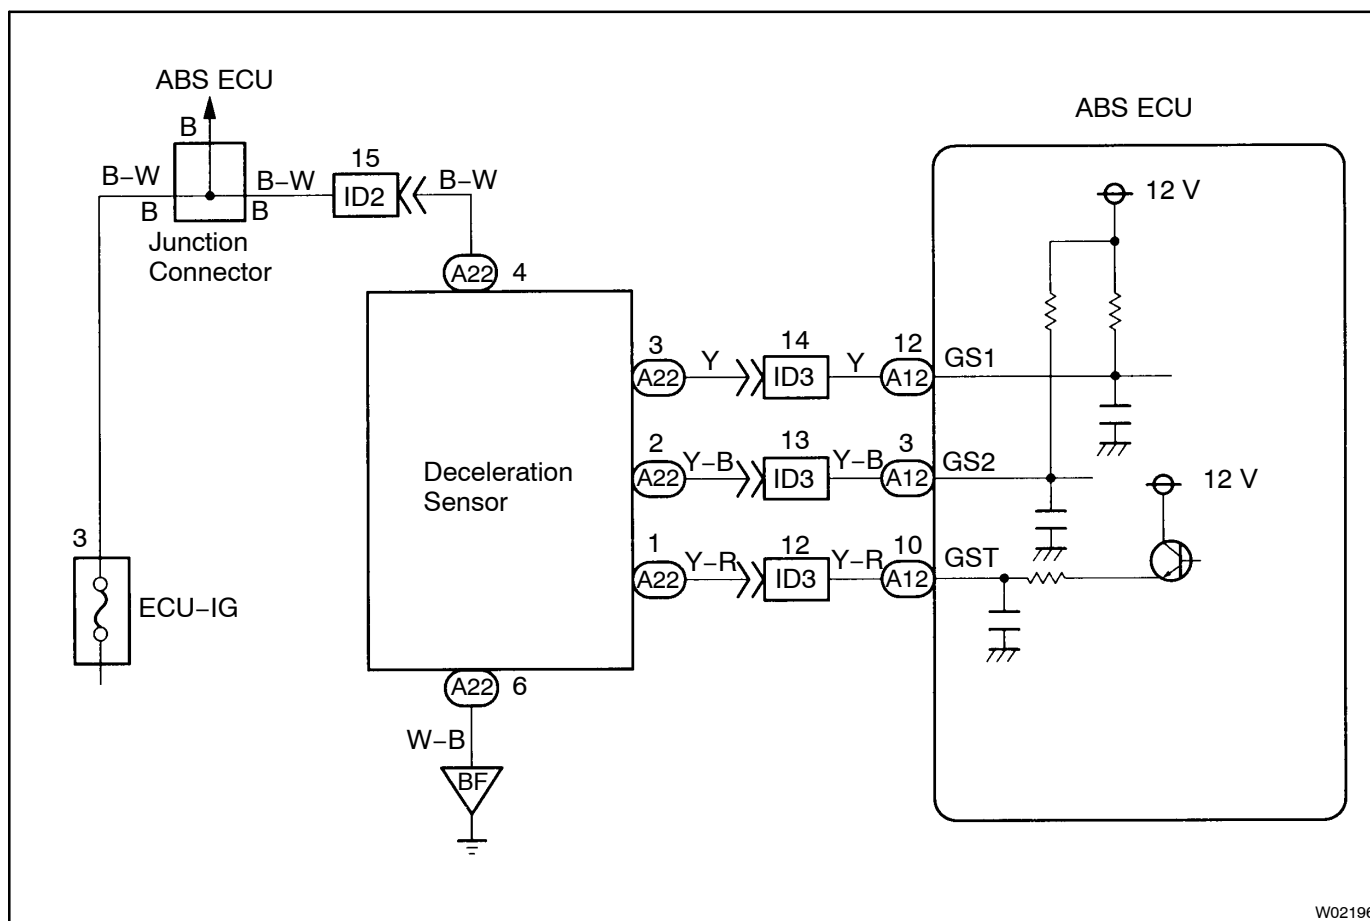 ABS ECU
B
B–W
B
B
B–W
15
ID2
B–W
Junction
Connector
A22
4
Deceleration
Sensor
3
ECU–IG
3
A22
Y
14
ID3
Y
12
A12
GS1
2
A22
Y–B
13
ID3
Y–B
3
A12
GS2
1
A22
Y–R
12
ID3
Y–R
10
A12
GST
ABS ECU
12 V
12 V
A22
6
W–B
BF
W02196